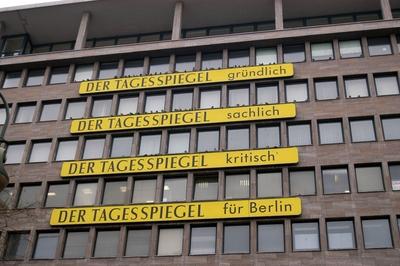 DER TAGESSPIEGEL gründlich
DER TAGESSPIEGEL sachlich
DER TAGESSPIEGEL kritisch
DER TAGESSPIEGEL für Berlin